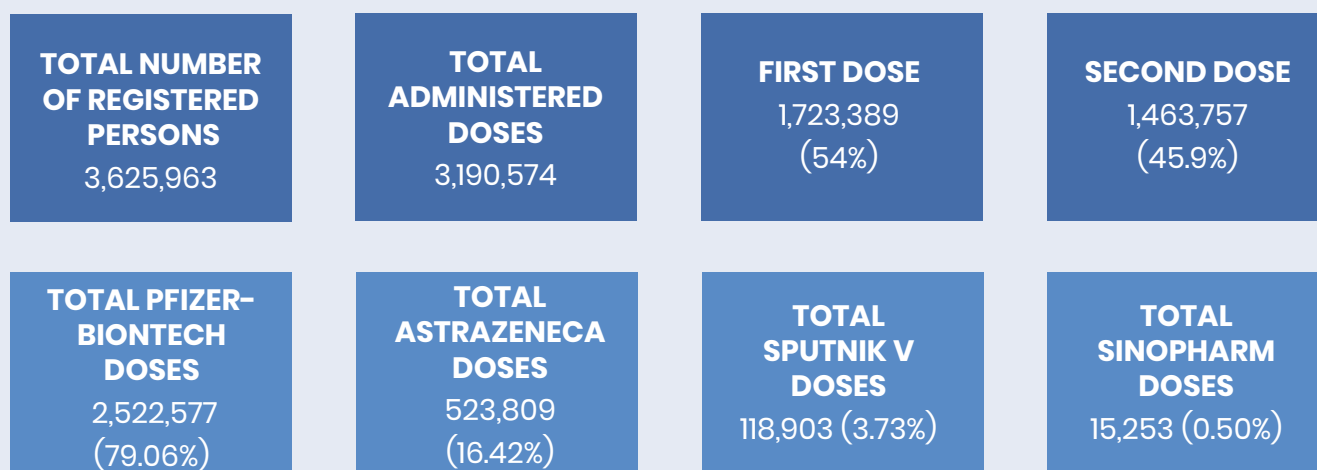 TOTAL NUMBER
OF REGISTERED
PERSONS
3,625,963
TOTAL
ADMINISTERED
DOSES
3,190,574
FIRST DOSE
1,723,389
(54%)
SECOND DOSE
1,463,757
(45.9%)
TOTAL PFIZER-
BIONTECH
DOSES
2,522,577
(79.06%)
TOTAL
ASTRAZENECA
DOSES
523,809
(16.42%)
TOTAL
SPUTNIK V
DOSES
118,903 (3.73%)
TOTAL
SINOPHARM
DOSES
15,253 (0.50%)